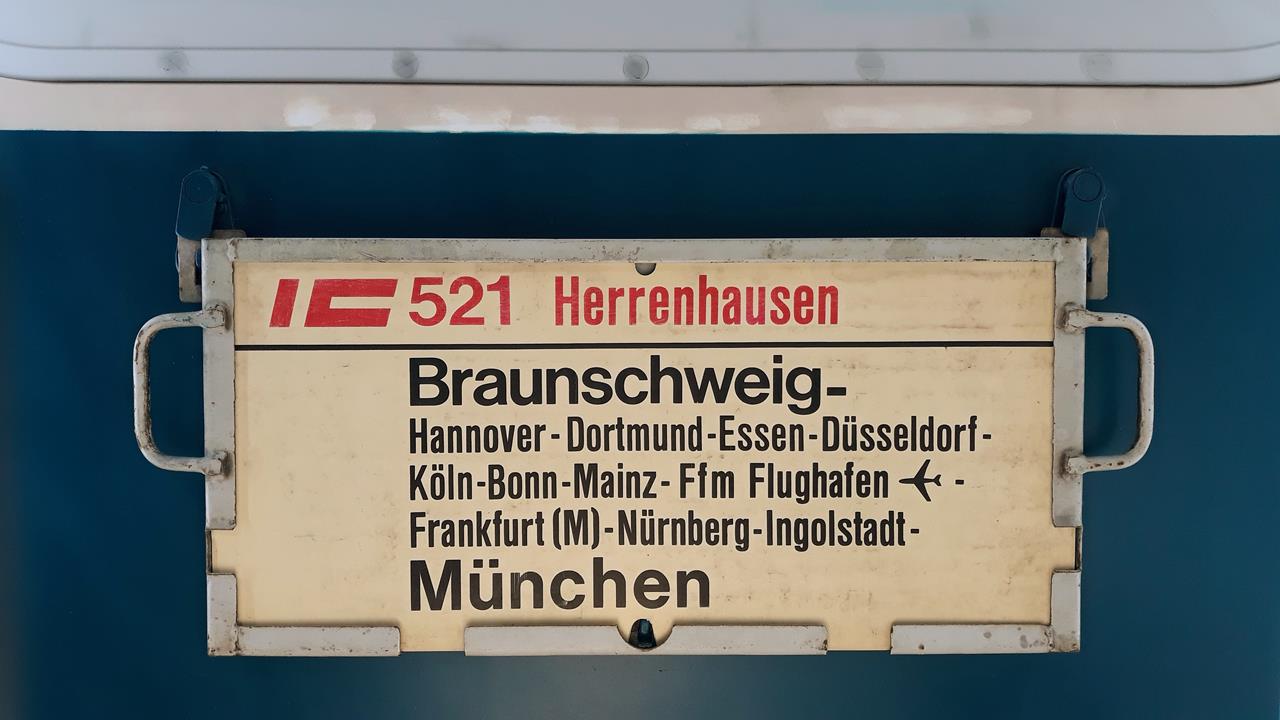 IC 521 Herrenhausen
Braunschweig-
Hannover-Dortmund-Essen-Düsseldorf-
Köln-Bonn-Mainz-Ffm Flughafen ✈ -
Frankfurt (M)-Nürnberg-Ingolstadt-
München